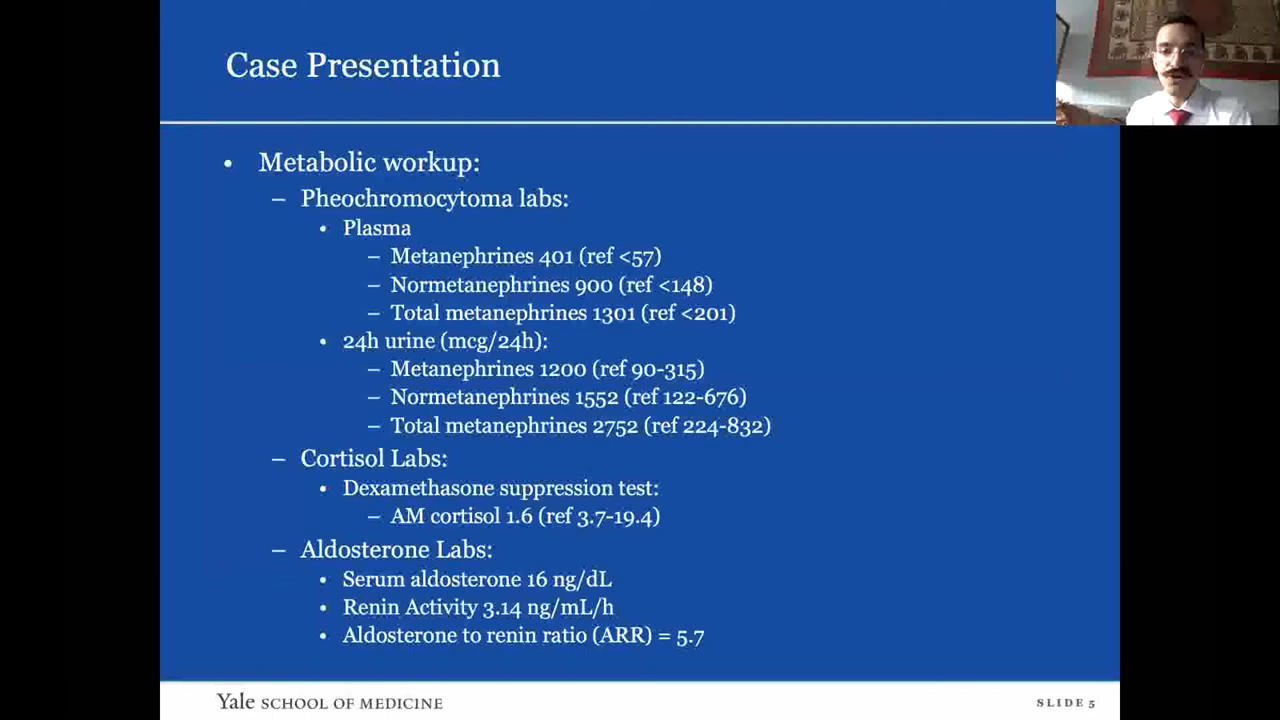 Case Presentation
• Metabolic workup:
– Pheochromocytoma labs:
• Plasma
– Metanephrines 401 (ref <57)
– Normetanephrines 900 (ref <148)
– Total metanephrines 1301 (ref <201)
• 24h urine (mcg/24h):
– Metanephrines 1200 (ref 90-315)
– Normetanephrines 1552 (ref 122-676)
– Total metanephrines 2752 (ref 224-832)
– Cortisol Labs:
• Dexamethasone suppression test:
– AM cortisol 1.6 (ref 3.7-19.4)
– Aldosterone Labs:
• Serum aldosterone 16 ng/dL
• Renin Activity 3.14 ng/mL/h
• Aldosterone to renin ratio (ARR) = 5.7
Yale SCHOOL OF MEDICINE
SLIDE 5